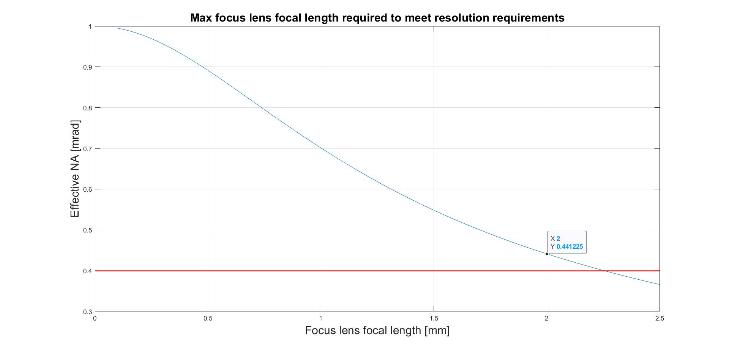 Max focus lens focal length required to meet resolution requirements
1
0.9
0.8
0.7
0.6
0.5
0.4
0.3
Effective NA [mrad]
X 2
Y 0.441225
0
0.5
1
1.5
2
2.5
Focus lens focal length [mm]